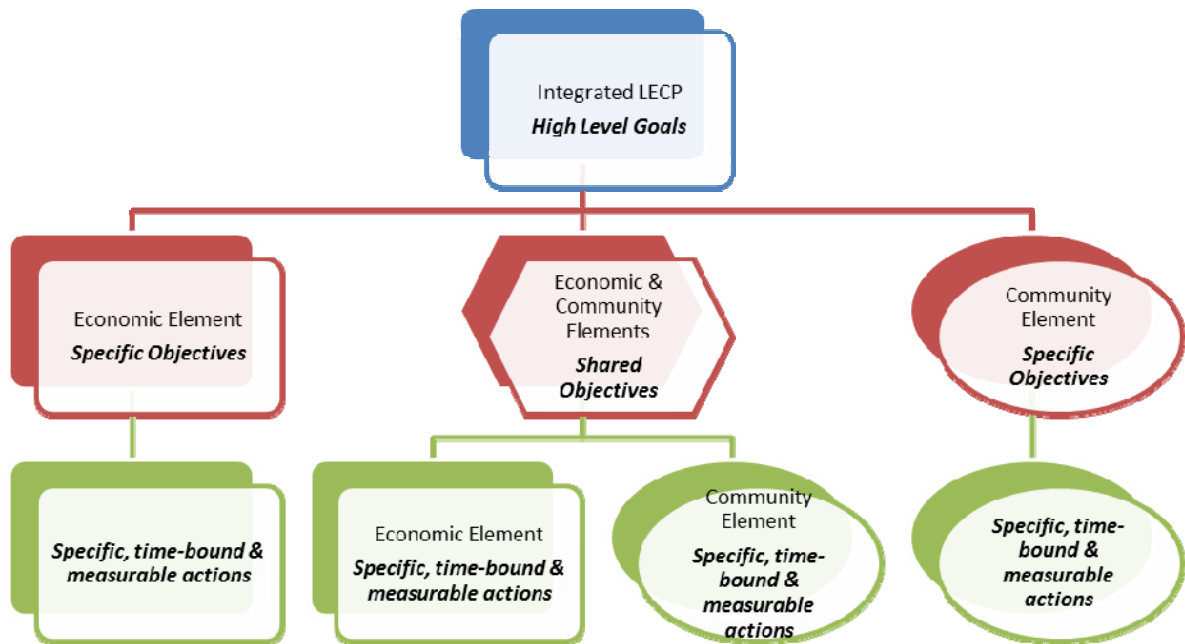 Integrated LECP
High Level Goals
Economic Element
Specific Objectives
Economic &
Community
Elements
Shared
Objectives
Community
Element
Specific
Objectives
Specific, time-bound &
measurable actions
Economic Element
Specific, time-bound &
measurable actions
Community
Element
Specific, time-
bound &
measurable
actions
Specific, time-
bound &
measurable
actions